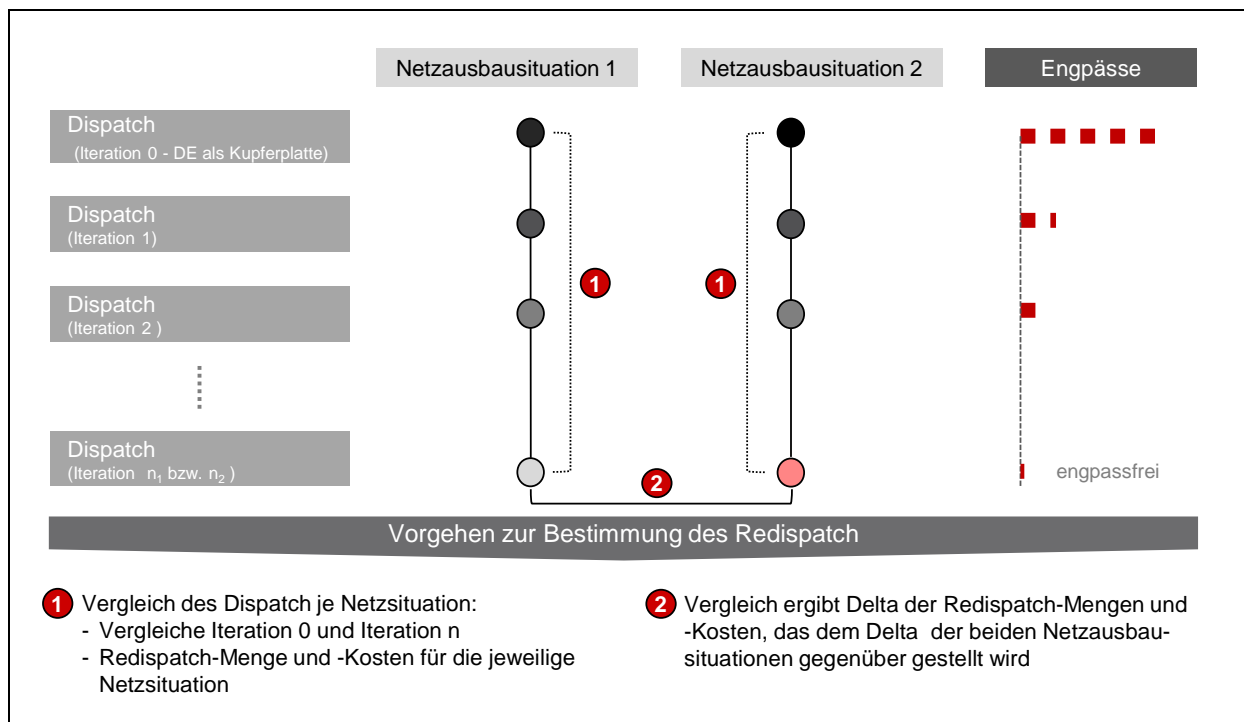 Netzausbausituation 1
Netzausbausituation 2
Engpässe
Dispatch
(Iteration 0 - DE als Kupferplatte)
Dispatch
(Iteration 1)
1
1
Dispatch
(Iteration 2 )
Dispatch
(Iteration n₁ bzw. n₂ )
2
engpassfrei
Vorgehen zur Bestimmung des Redispatch
1 Vergleich des Dispatch je Netzsituation:
- Vergleiche Iteration 0 und Iteration n
- Redispatch-Menge und -Kosten für die jeweilige
Netzsituation
2 Vergleich ergibt Delta der Redispatch-Mengen und
-Kosten, das dem Delta der beiden Netzausbau-
situationen gegenüber gestellt wird